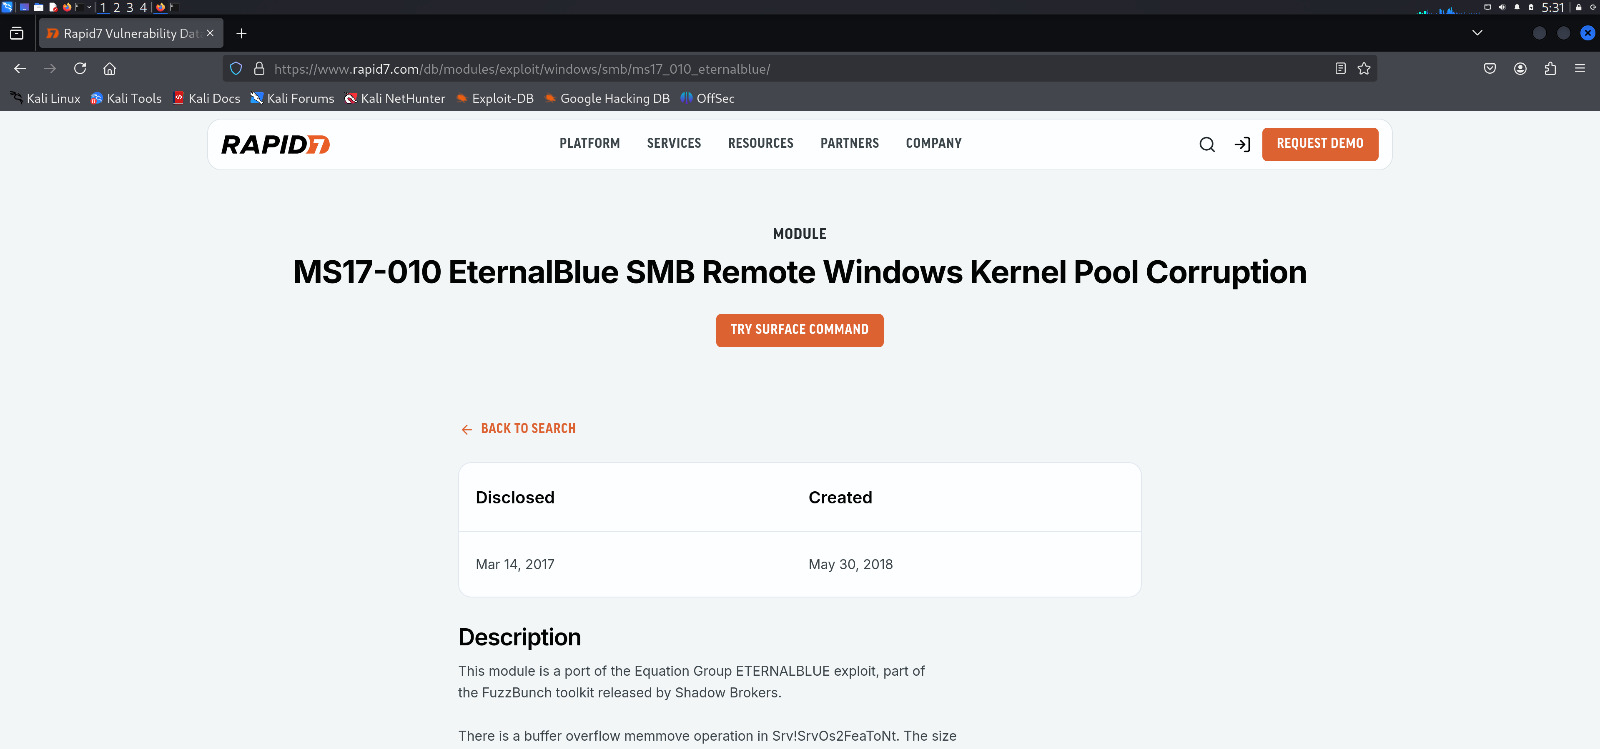 1 2 3 4
5:31
Rapid7 Vulnerability Dat
https://www.rapid7.com/db/modules/exploit/windows/smb/ms17_010_eternalblue/
Kali Linux Kali Tools Kali Docs Kali Forums Kali NetHunter Exploit-DB Google Hacking DB OffSec
RAPID7 PLATFORM SERVICES RESOURCES PARTNERS COMPANY REQUEST DEMO
MODULE
MS17-010 EternalBlue SMB Remote Windows Kernel Pool Corruption
TRY SURFACE COMMAND
BACK TO SEARCH
Disclosed Created
Mar 14, 2017 May 30, 2018
Description
This module is a port of the Equation Group ETERNALBLUE exploit, part of
the FuzzBunch toolkit released by Shadow Brokers.
There is a buffer overflow memmove operation in Srv!SrvOs2FeaToNt. The size